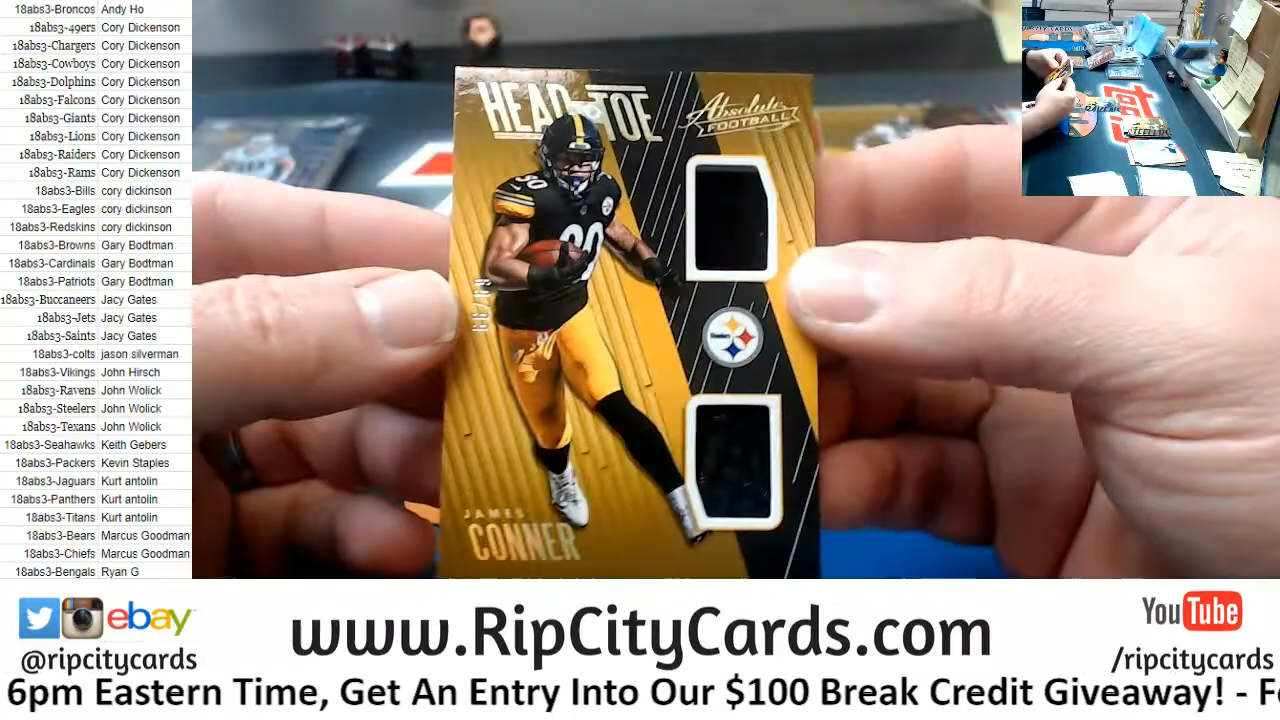 18abs3-Broncos Andy Ho
18abs3-49ers Cory Dickenson
18abs3-Chargers Cory Dickenson
18abs3-Cowboys Cory Dickenson
18abs3-Dolphins Cory Dickenson
18abs3-Falcons Cory Dickenson
18abs3-Giants Cory Dickenson
18abs3-Lions Cory Dickenson
18abs3-Raiders Cory Dickenson
18abs3-Rams Cory Dickenson
18abs3-Bills cory dickinson
18abs3-Eagles cory dickinson
18abs3-Redskins cory dickinson
18abs3-Browns Gary Bodtman
18abs3-Cardinals Gary Bodtman
18abs3-Patriots Gary Bodtman
18abs3-Buccaneers Jacy Gates
18abs3-Jets Jacy Gates
18abs3-Saints Jacy Gates
18abs3-colts jason silverman
18abs3-Vikings John Hirsch
18abs3-Ravens John Wolick
18abs3-Steelers John Wolick
18abs3-Texans John Wolick
18abs3-Seahawks Keith Gebers
18abs3-Packers Kevin Staples
18abs3-Jaguars Kurt antolin
18abs3-Panthers Kurt antolin
18abs3-Titans Kurt antolin
18abs3-Bears Marcus Goodman
18abs3-Chiefs Marcus Goodman
18abs3-Bengals Ryan G
HEAD TOE
Absolute
FOOTBALL
30
30
Steelers
JAMES
CONNER
ebay
@ripcitycards
www.RipCityCards.com
YouTube
/ripcitycards
6pm Eastern Time, Get An Entry Into Our $100 Break Credit Giveaway! - Fo